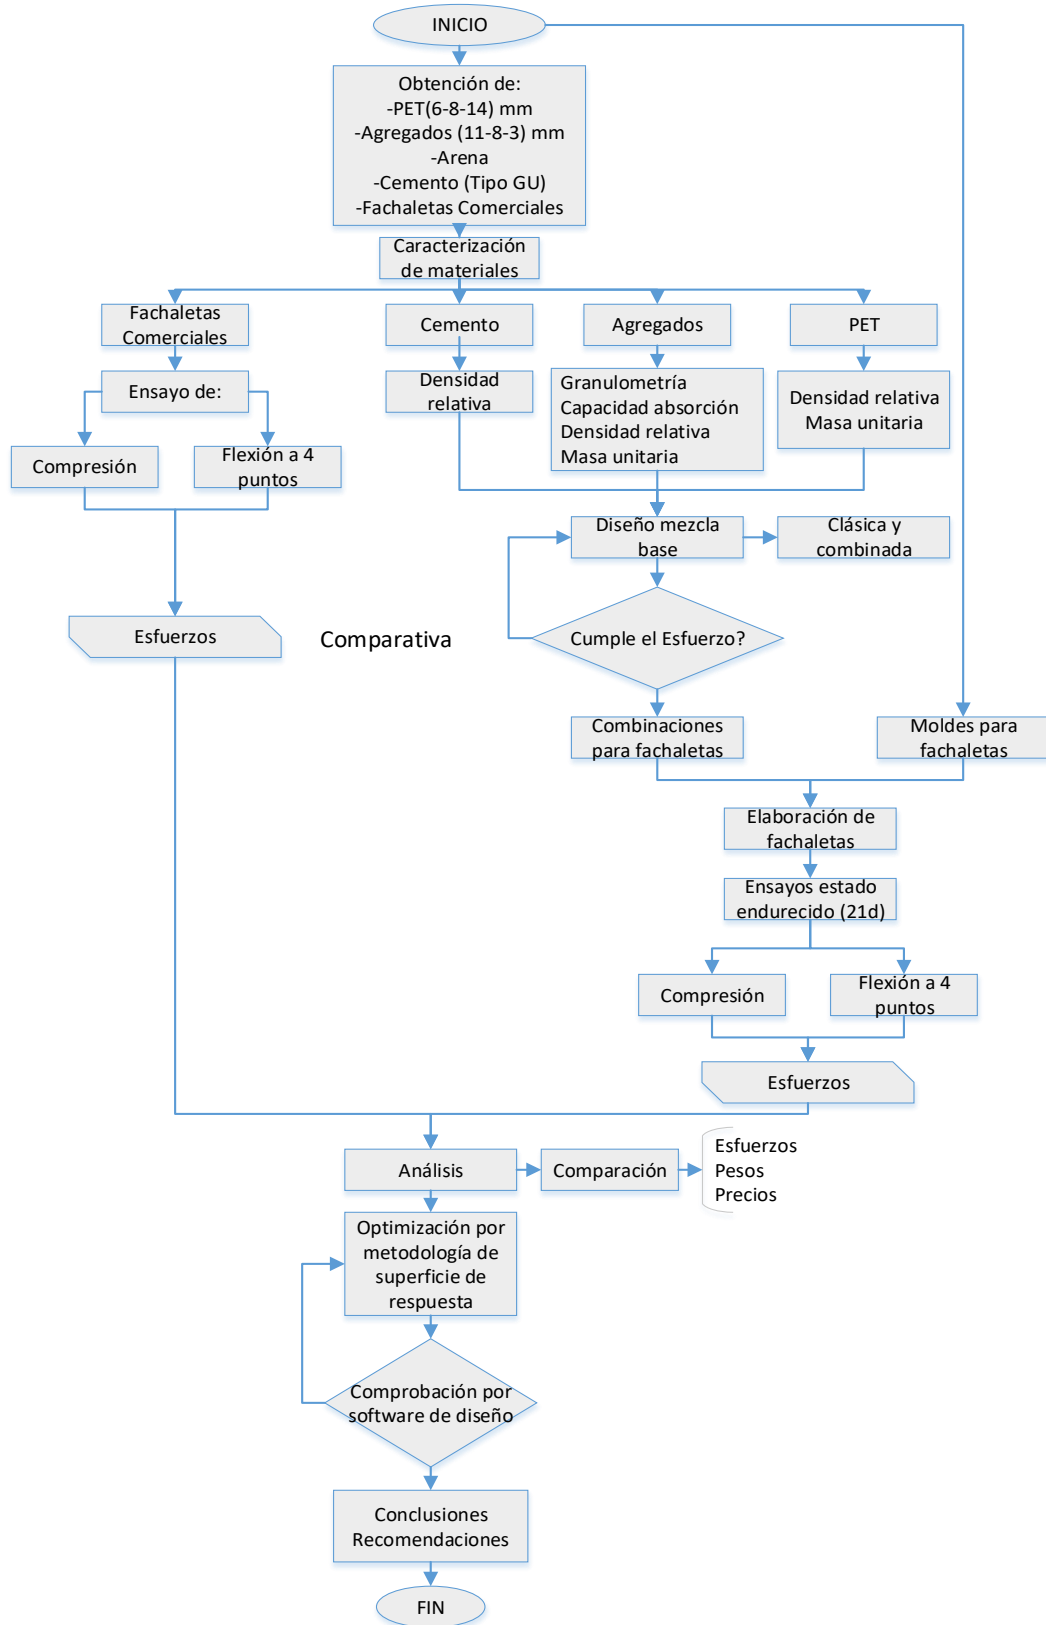 INICIO
Obtención de:
-PET(6-8-14) mm
-Agregados (11-8-3) mm
-Arena
-Cemento (Tipo GU)
-Fachaletas Comerciales
Caracterización
de materiales
Fachaletas
Comerciales
Cemento
Agregados
PET
Ensayo de:
Densidad
relativa
Granulometría
Capacidad absorción
Densidad relativa
Masa unitaria
Densidad relativa
Masa unitaria
Compresión
Flexión a 4
puntos
Diseño mezcla
base
Clásica y
combinada
Esfuerzos
Comparativa
Cumple el Esfuerzo?
Combinaciones
para fachaletas
Moldes para
fachaletas
Elaboración de
fachaletas
Ensayos estado
endurecido (21d)
Compresión
Flexión a 4
puntos
Esfuerzos
Análisis
Comparación
Esfuerzos
Pesos
Precios
Optimización por
metodología de
superficie de
respuesta
Comprobación por
software de diseño
Conclusiones
Recomendaciones
FIN